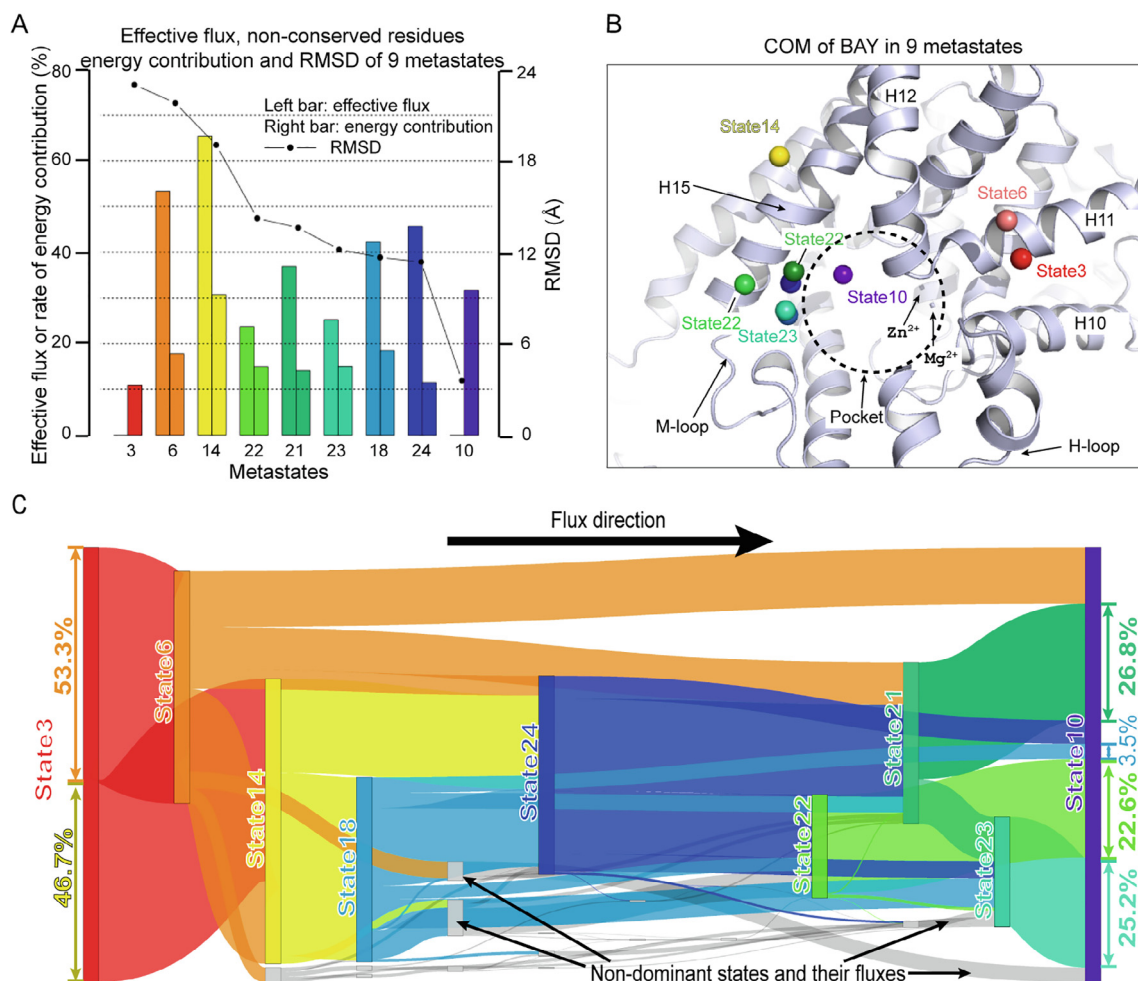 A
Effective flux, non-conserved residues
energy contribution and RMSD of 9 metastates
Effective flux or rate of energy contribution (%)
80
60
40
20
0
Left bar: effective flux
Right bar: energy contribution
RMSD
24
18
12
6
0
RMSD (Å)
3 6 14 22 21 23 18 24 10
Metastates
B
COM of BAY in 9 metastates
H12
State14
H15
State6
H11
State22
State3
State10
State22
State23
Zn²⁺
H10
Mg²⁺
M-loop
Pocket
H-loop
C
Flux direction
53.3%
46.7%
State3
State6
State14
State18
State24
State22
State21
State23
State10
26.8%
3.5%
22.6%
25.2%
Non-dominant states and their fluxes